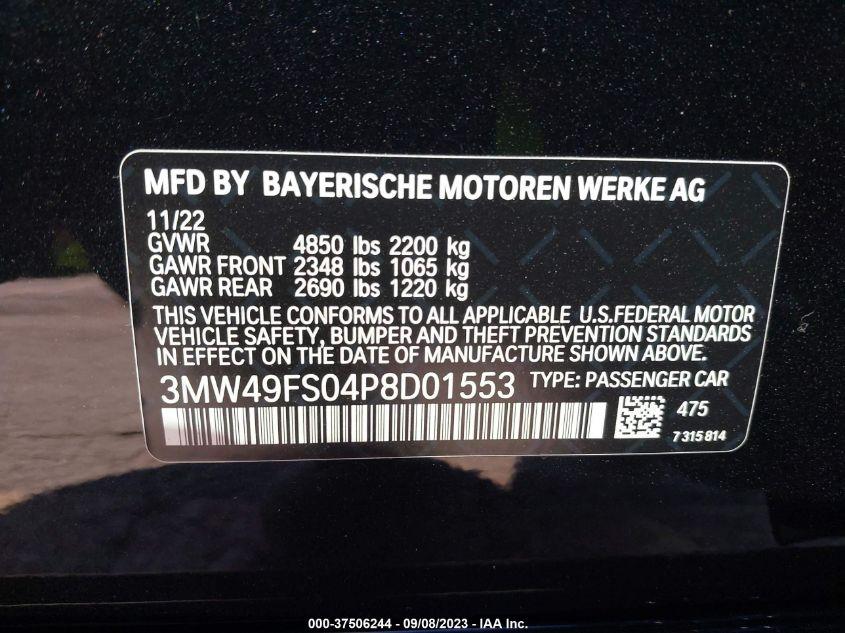 MFD BY BAYERISCHE MOTOREN WERKE AG
11/22
GVWR 4850 lbs 2200 kg
GAWR FRONT 2348 lbs 1065 kg
GAWR REAR 2690 lbs 1220 kg
THIS VEHICLE CONFORMS TO ALL APPLICABLE U.S.FEDERAL MOTOR
VEHICLE SAFETY, BUMPER AND THEFT PREVENTION STANDARDS
IN EFFECT ON THE DATE OF MANUFACTURE SHOWN ABOVE.
3MW49FS04P8D01553 TYPE: PASSENGER CAR
475
7 315 814
000-37506244 - 09/08/2023 - IAA Inc.